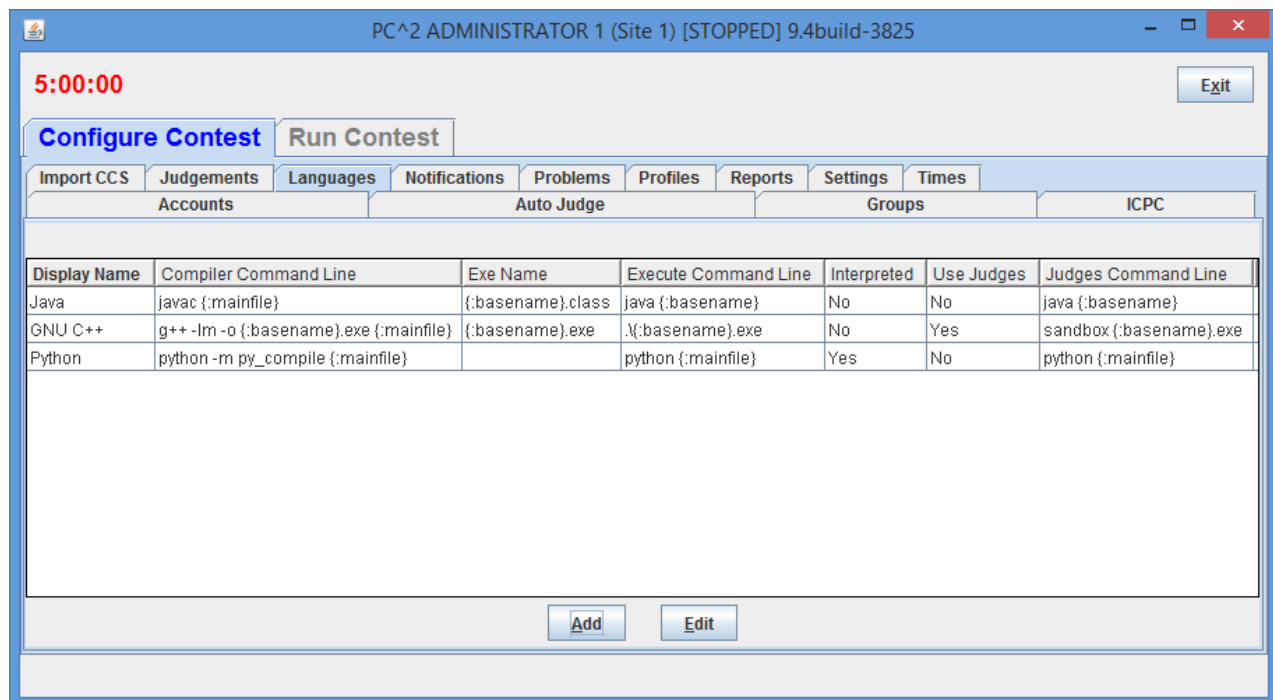 PC^2 ADMINISTRATOR 1 (Site 1) [STOPPED] 9.4build-3825
5:00:00 Exit
Configure Contest Run Contest
Import CCS Judgements Languages Notifications Problems Profiles Reports Settings Times
Accounts Auto Judge Groups ICPC
Display Name Compiler Command Line Exe Name Execute Command Line Interpreted Use Judges Judges Command Line
Java javac {:mainfile} {:basename}.class java {:basename} No No java {:basename}
GNU C++ g++ -lm -o {:basename}.exe {:mainfile} {:basename}.exe .\{:basename}.exe No Yes sandbox {:basename}.exe
Python python -m py_compile {:mainfile} python {:mainfile} Yes No python {:mainfile}
Add Edit